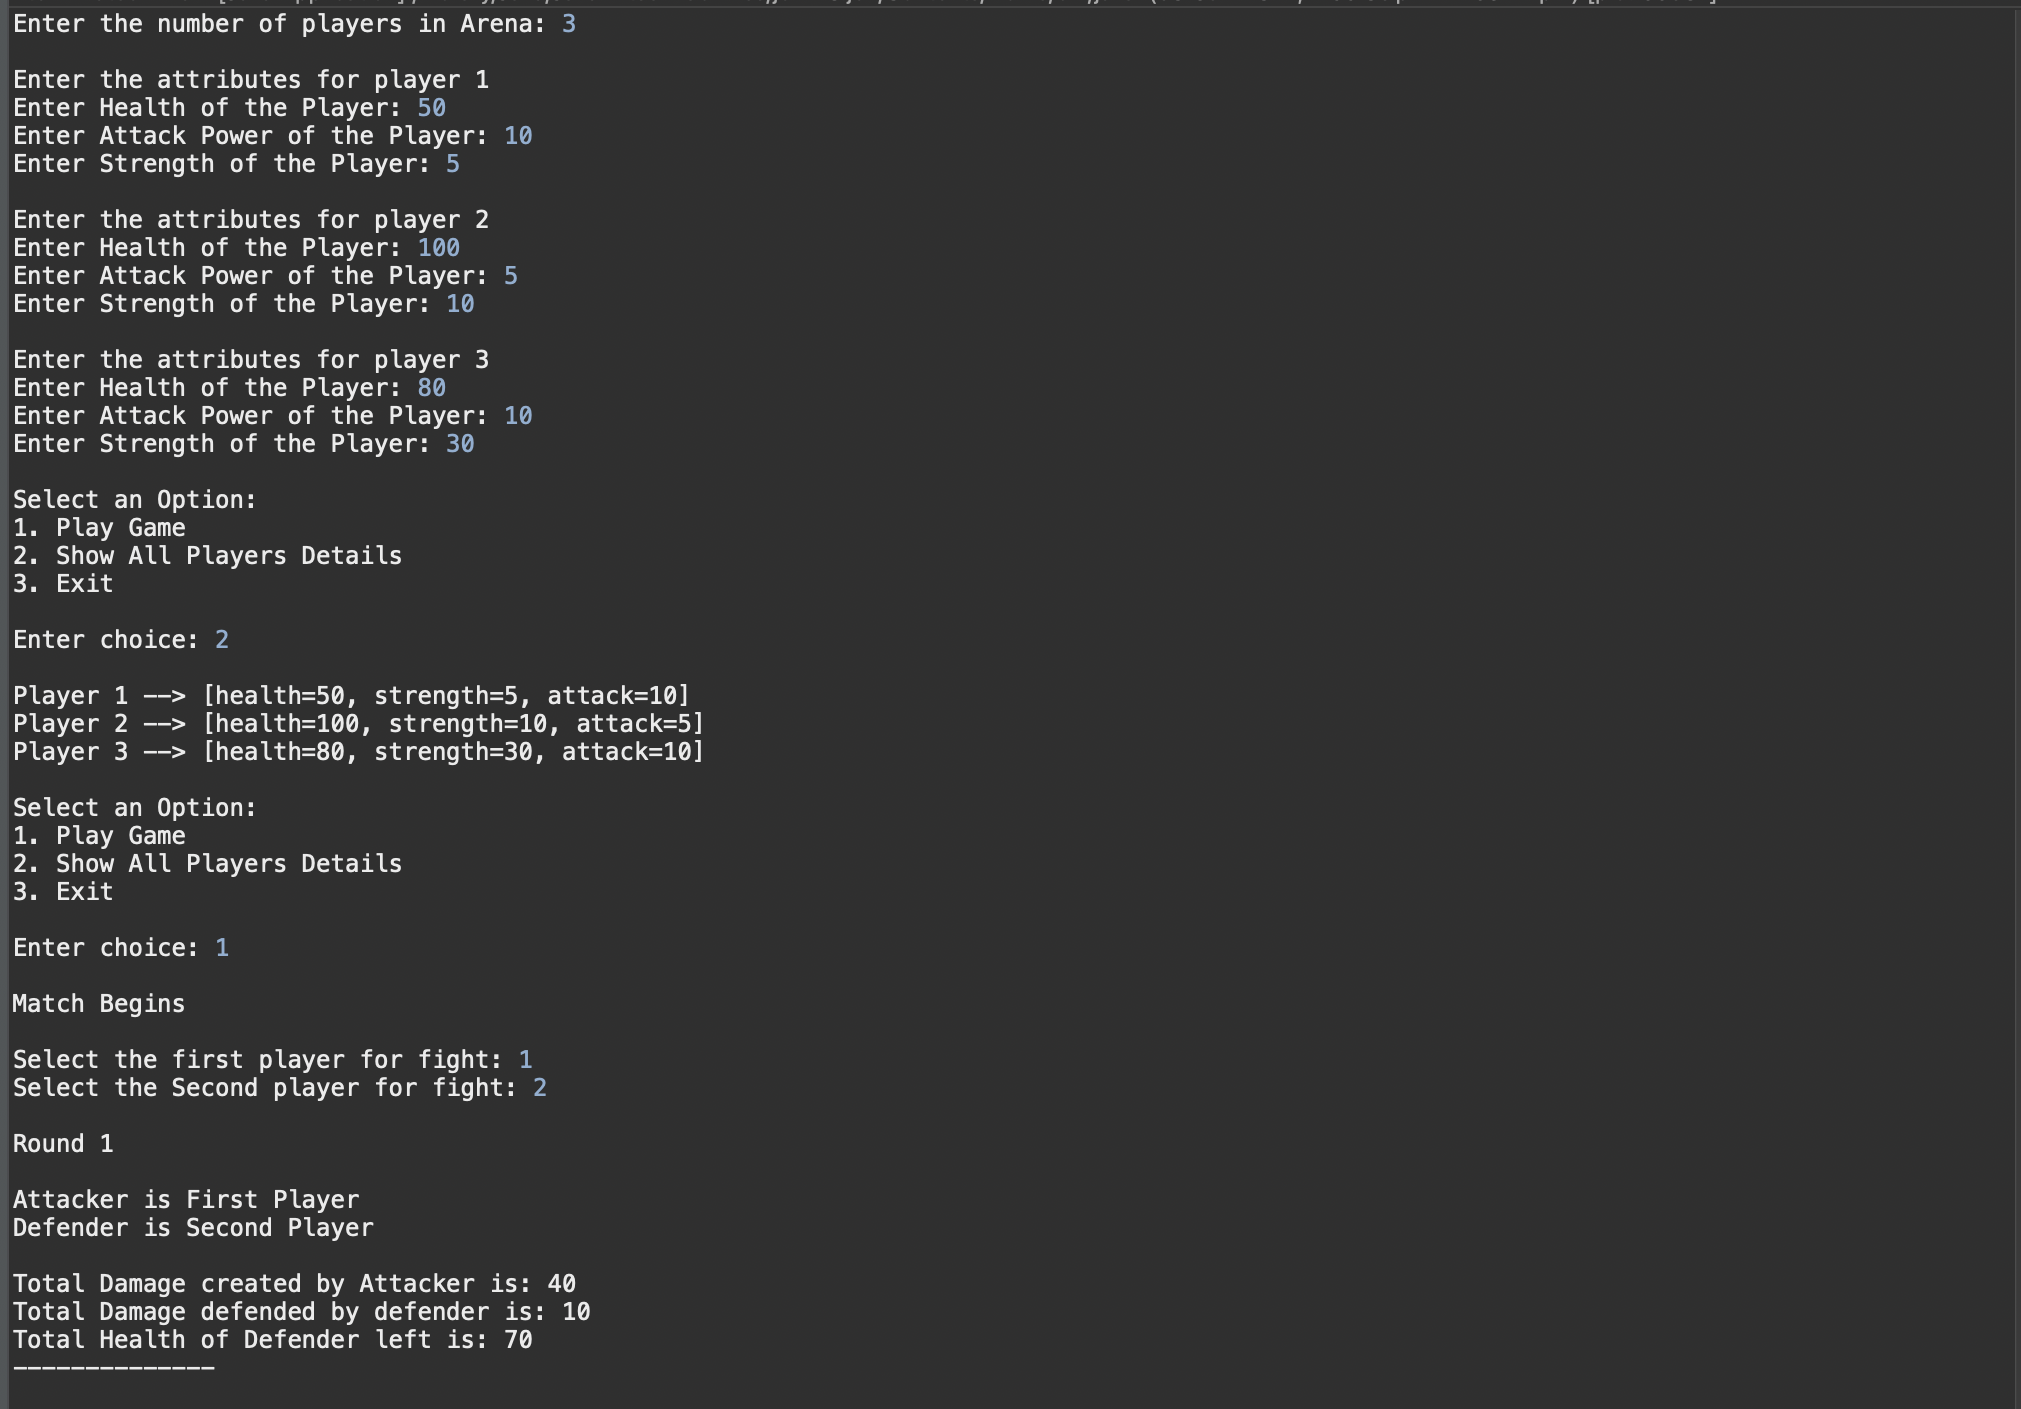 Enter the number of players in Arena: 3
Enter the attributes for player 1
Enter Health of the Player: 50
Enter Attack Power of the Player: 10
Enter Strength of the Player: 5
Enter the attributes for player 2
Enter Health of the Player: 100
Enter Attack Power of the Player: 5
Enter Strength of the Player: 10
Enter the attributes for player 3
Enter Health of the Player: 80
Enter Attack Power of the Player: 10
Enter Strength of the Player: 30
Select an Option:
1. Play Game
2. Show All Players Details
3. Exit
Enter choice: 2
Player 1 --> [health=50, strength=5, attack=10]
Player 2 --> [health=100, strength=10, attack=5]
Player 3 --> [health=80, strength=30, attack=10]
Select an Option:
1. Play Game
2. Show All Players Details
3. Exit
Enter choice: 1
Match Begins
Select the first player for fight: 1
Select the Second player for fight: 2
Round 1
Attacker is First Player
Defender is Second Player
Total Damage created by Attacker is: 40
Total Damage defended by defender is: 10
Total Health of Defender left is: 70
--------------